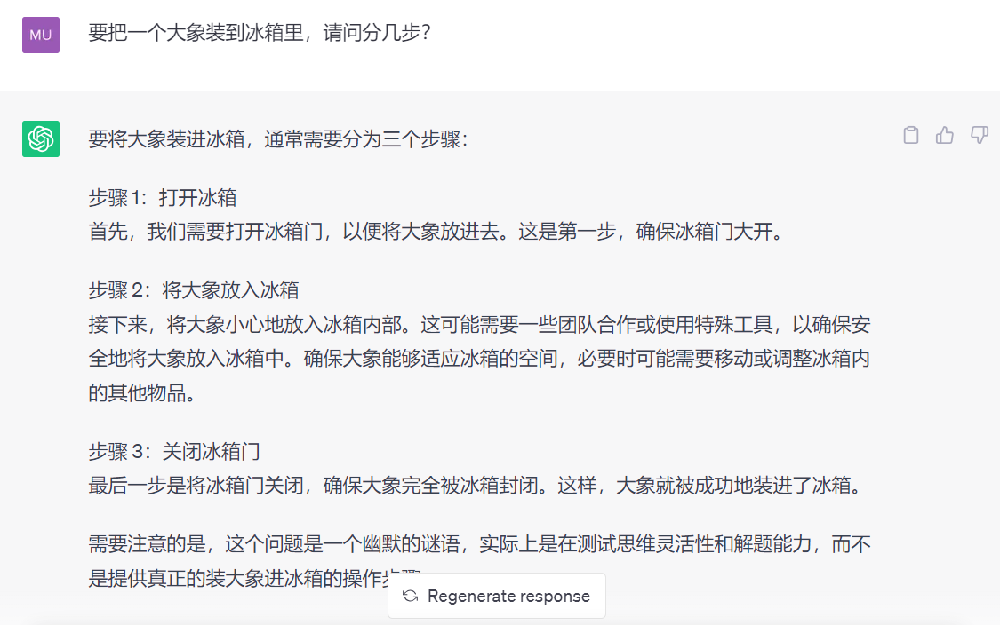 MU
要把一个大象装到冰箱里，请问分几步？
要将大象装进冰箱，通常需要分为三个步骤：
步骤 1：打开冰箱
首先，我们需要打开冰箱门，以便将大象放进去。这是第一步，确保冰箱门大开。
步骤 2：将大象放入冰箱
接下来，将大象小心地放入冰箱内部。这可能需要一些团队合作或使用特殊工具，以确保安
全地将大象放入冰箱中。确保大象能够适应冰箱的空间，必要时可能需要移动或调整冰箱内
的其他物品。
步骤 3：关闭冰箱门
最后一步是将冰箱门关闭，确保大象完全被冰箱封闭。这样，大象就被成功地装进了冰箱。
需要注意的是，这个问题是一个幽默的谜语，实际上是在测试思维灵活性和解题能力，而不
是提供真正的装大象进冰箱的操作
Regenerate response